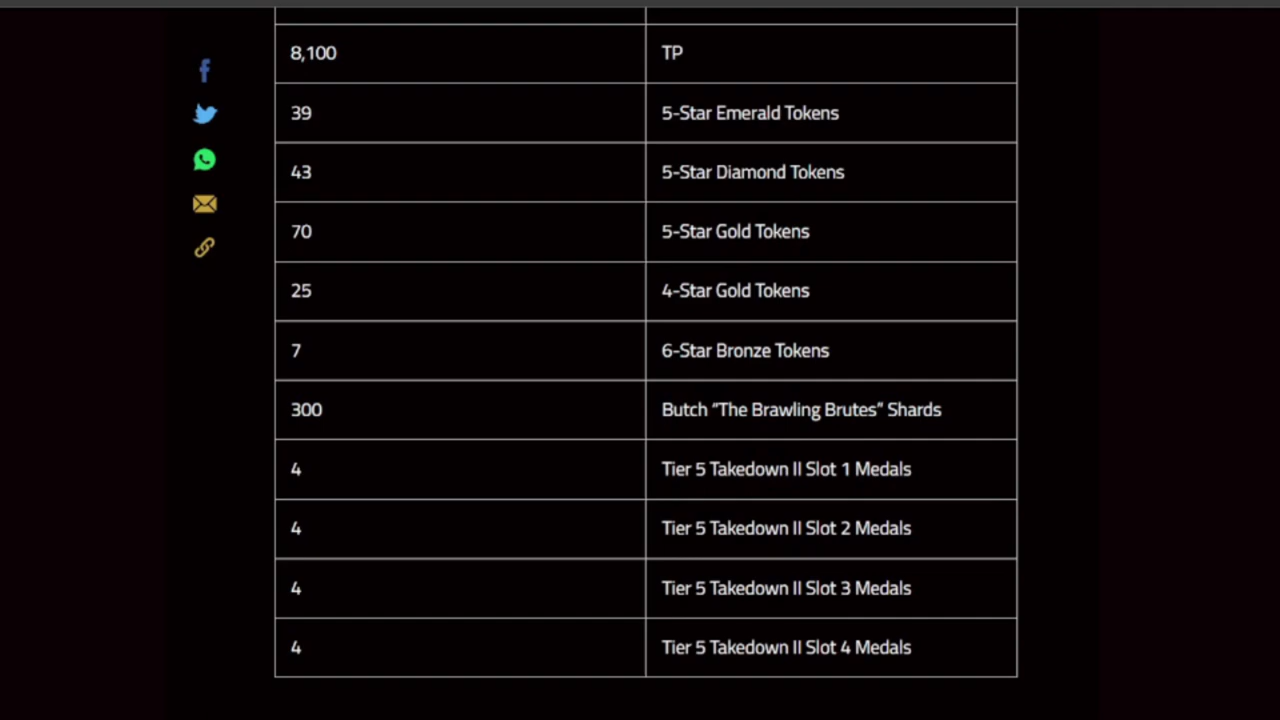 8,100 TP
39 5-Star Emerald Tokens
43 5-Star Diamond Tokens
70 5-Star Gold Tokens
25 4-Star Gold Tokens
7 6-Star Bronze Tokens
300 Butch “The Brawling Brutes” Shards
4 Tier 5 Takedown II Slot 1 Medals
4 Tier 5 Takedown II Slot 2 Medals
4 Tier 5 Takedown II Slot 3 Medals
4 Tier 5 Takedown II Slot 4 Medals